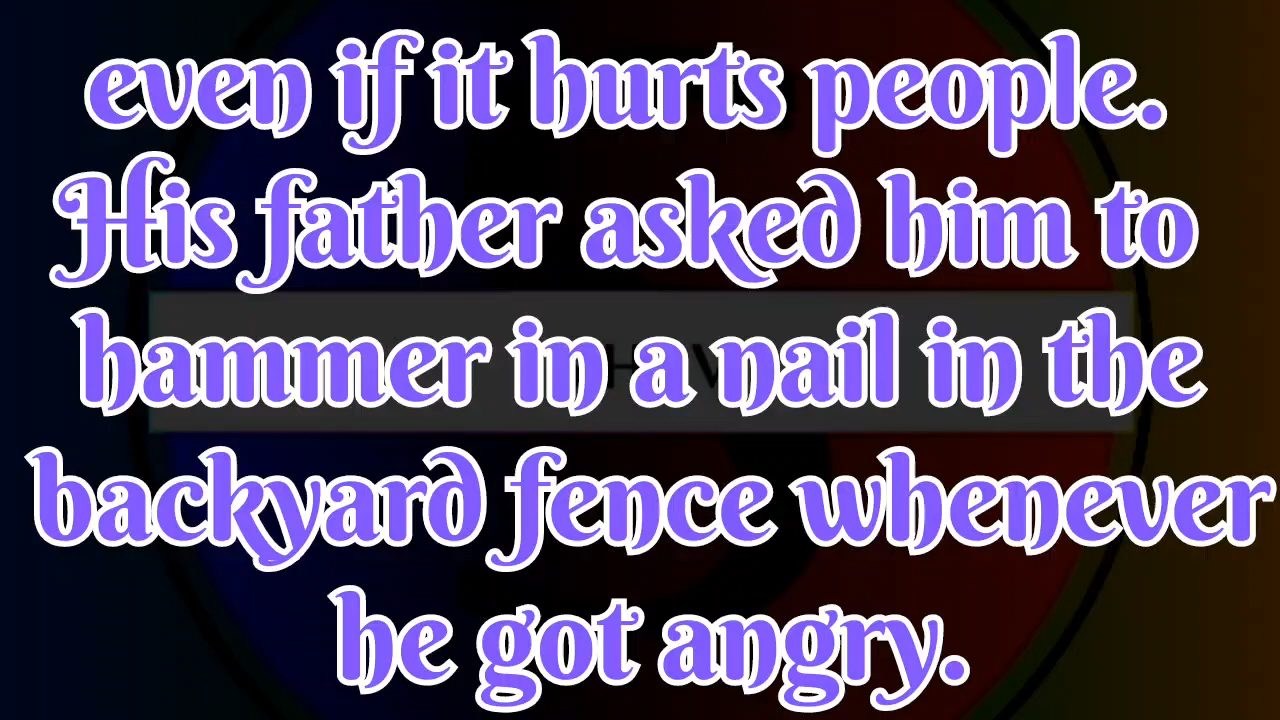 even if it hurts people.
His father asked him to
hammer in a nail in the
backyard fence whenever
he got angry.